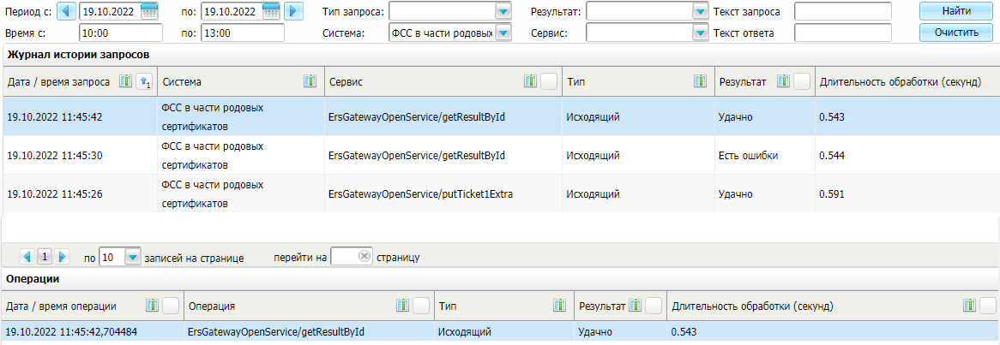 Период с: 19.10.2022 по: 19.10.2022 Тип запроса: Результат: Текст запроса Найти
Время с: 10:00 по: 13:00 Система: ФСС в части родовых Сервис: Текст ответа Очистить
Журнал истории запросов
Дата / время запроса 1 Система Сервис Тип Результат Длительность обработки (секунд)
19.10.2022 11:45:42 ФСС в части родовых сертификатов ErsGatewayOpenService/getResultById Исходящий Удачно 0.543
19.10.2022 11:45:30 ФСС в части родовых сертификатов ErsGatewayOpenService/getResultById Исходящий Есть ошибки 0.544
19.10.2022 11:45:26 ФСС в части родовых сертификатов ErsGatewayOpenService/putTicket1Extra Исходящий Удачно 0.591
1 по 10 записей на странице перейти на страницу
Операции
Дата / время операции Операция Тип Результат Длительность обработки (секунд)
19.10.2022 11:45:42,704484 ErsGatewayOpenService/getResultById Исходящий Удачно 0.543